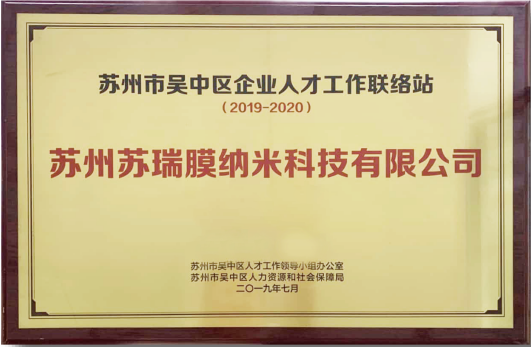 苏州市吴中区企业人才工作联络站
（2019-2020）
苏州苏瑞膜纳米科技有限公司
苏州市吴中区人才工作领导小组办公室
苏州市吴中区人力资源和社会保障局
二〇一九年七月